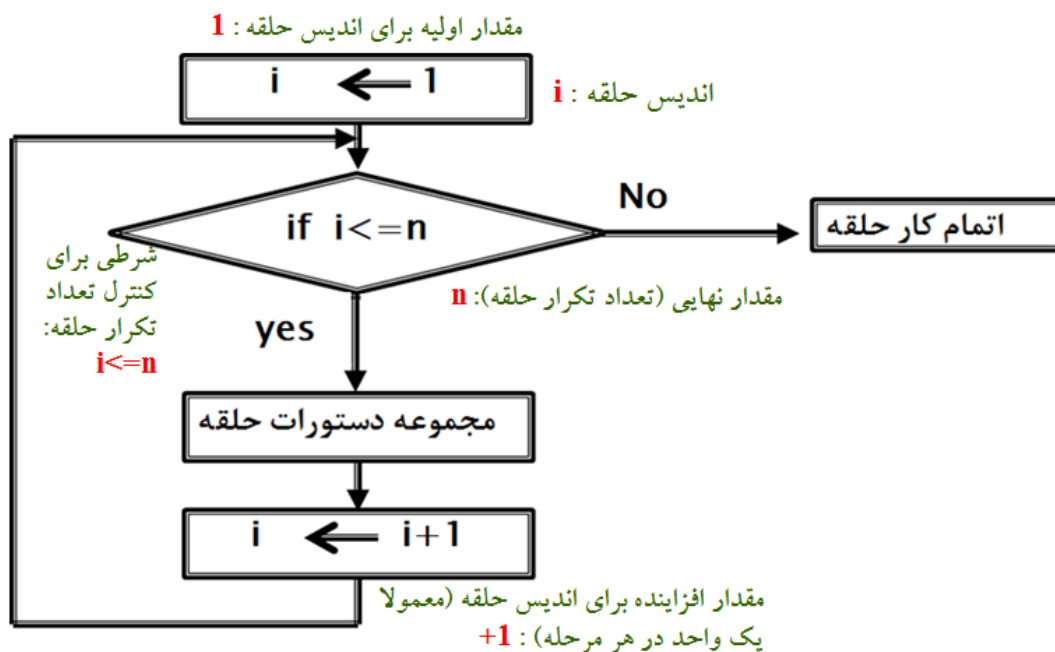 مقدار اولیه برای اندیس حلقه : 1
i ← 1
اندیس حلقه : i
if i<=n
No
اتمام کار حلقه
شرطی برای
کنترل تعداد
تکرار حلقه:
i<=n
مقدار نهایی (تعداد تکرار حلقه): n
yes
مجموعه دستورات حلقه
i ← i+1
مقدار افزاینده برای اندیس حلقه (معمولا
یک واحد در هر مرحله) : 1+